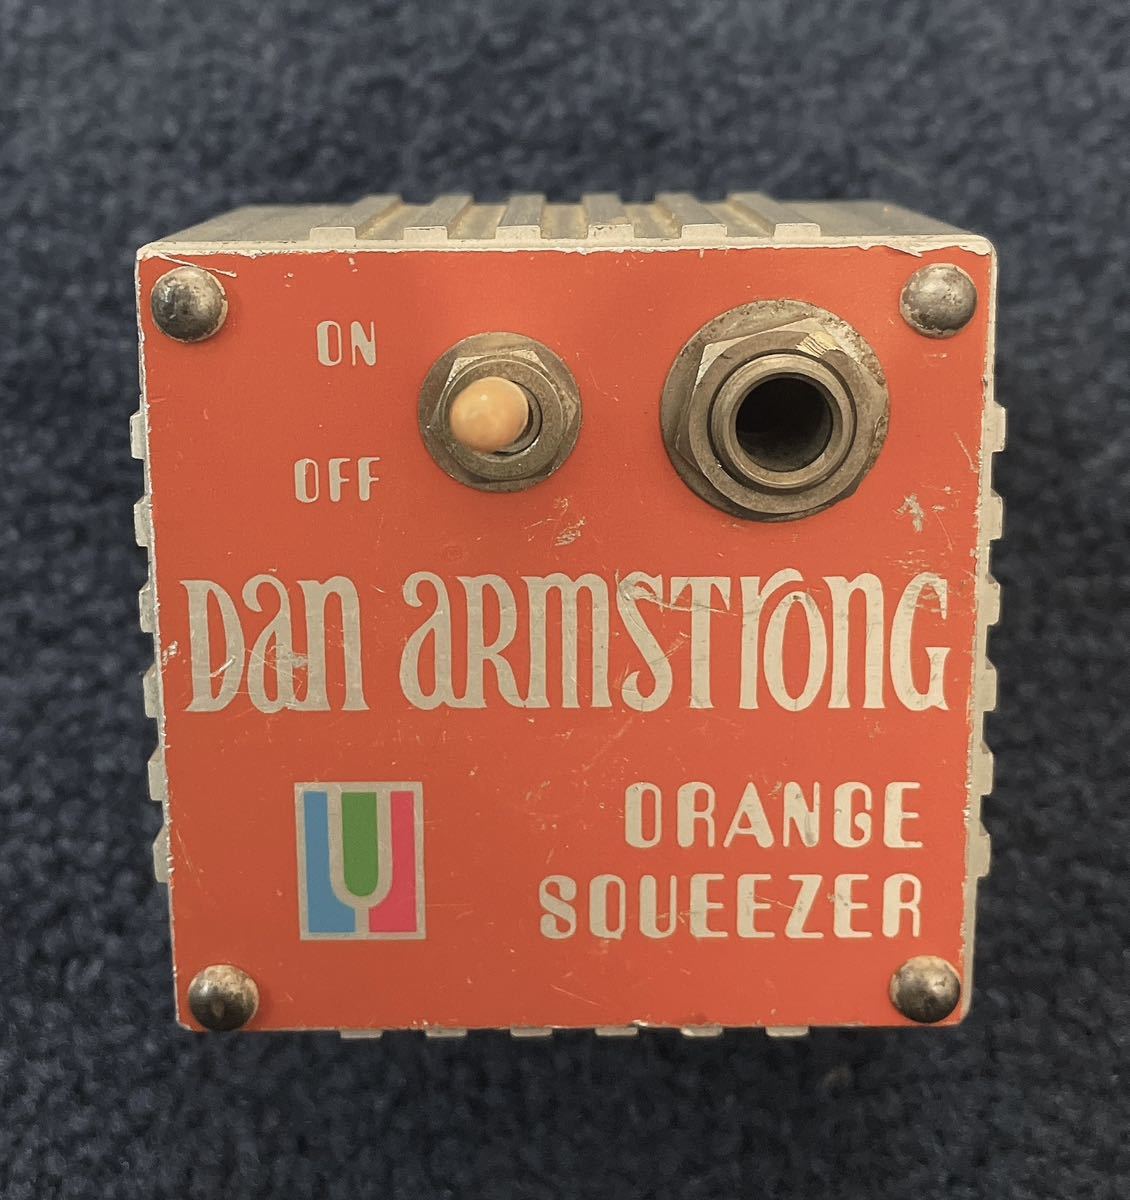 ON
OFF
Dan Armstrong
ORANGE
SQUEEZER